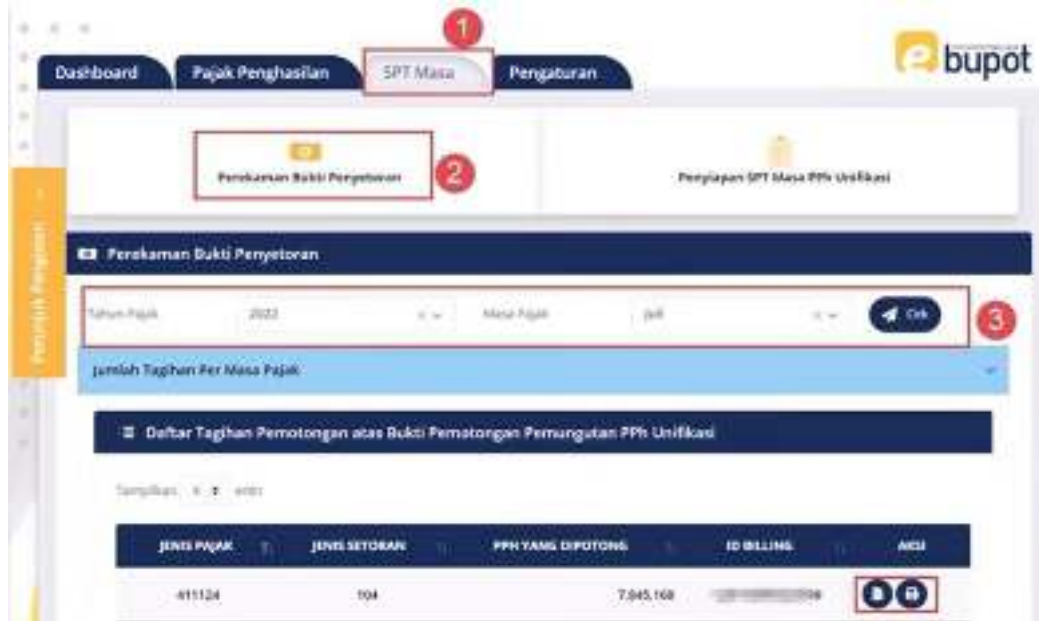 1
bupot
Dashboard Pajak Penghasilan SPT Masa Pengaturan
Perekaman Bukti Penyetoran 2 Penyiapan SPT Masa PPh Unifikasi
Petunjuk Pengisian
Perekaman Bukti Penyetoran
Tahun Pajak 2022 Masa Pajak Juli Cek 3
Jumlah Tagihan Per Masa Pajak
Daftar Tagihan Pemotongan atas Bukti Pemotongan Pemungutan PPh Unifikasi
Tampilkan entri
JENIS PAJAK JENIS SETORAN PPH YANG DIPOTONG ID BILLING AKSI
411124 104 7,845,168